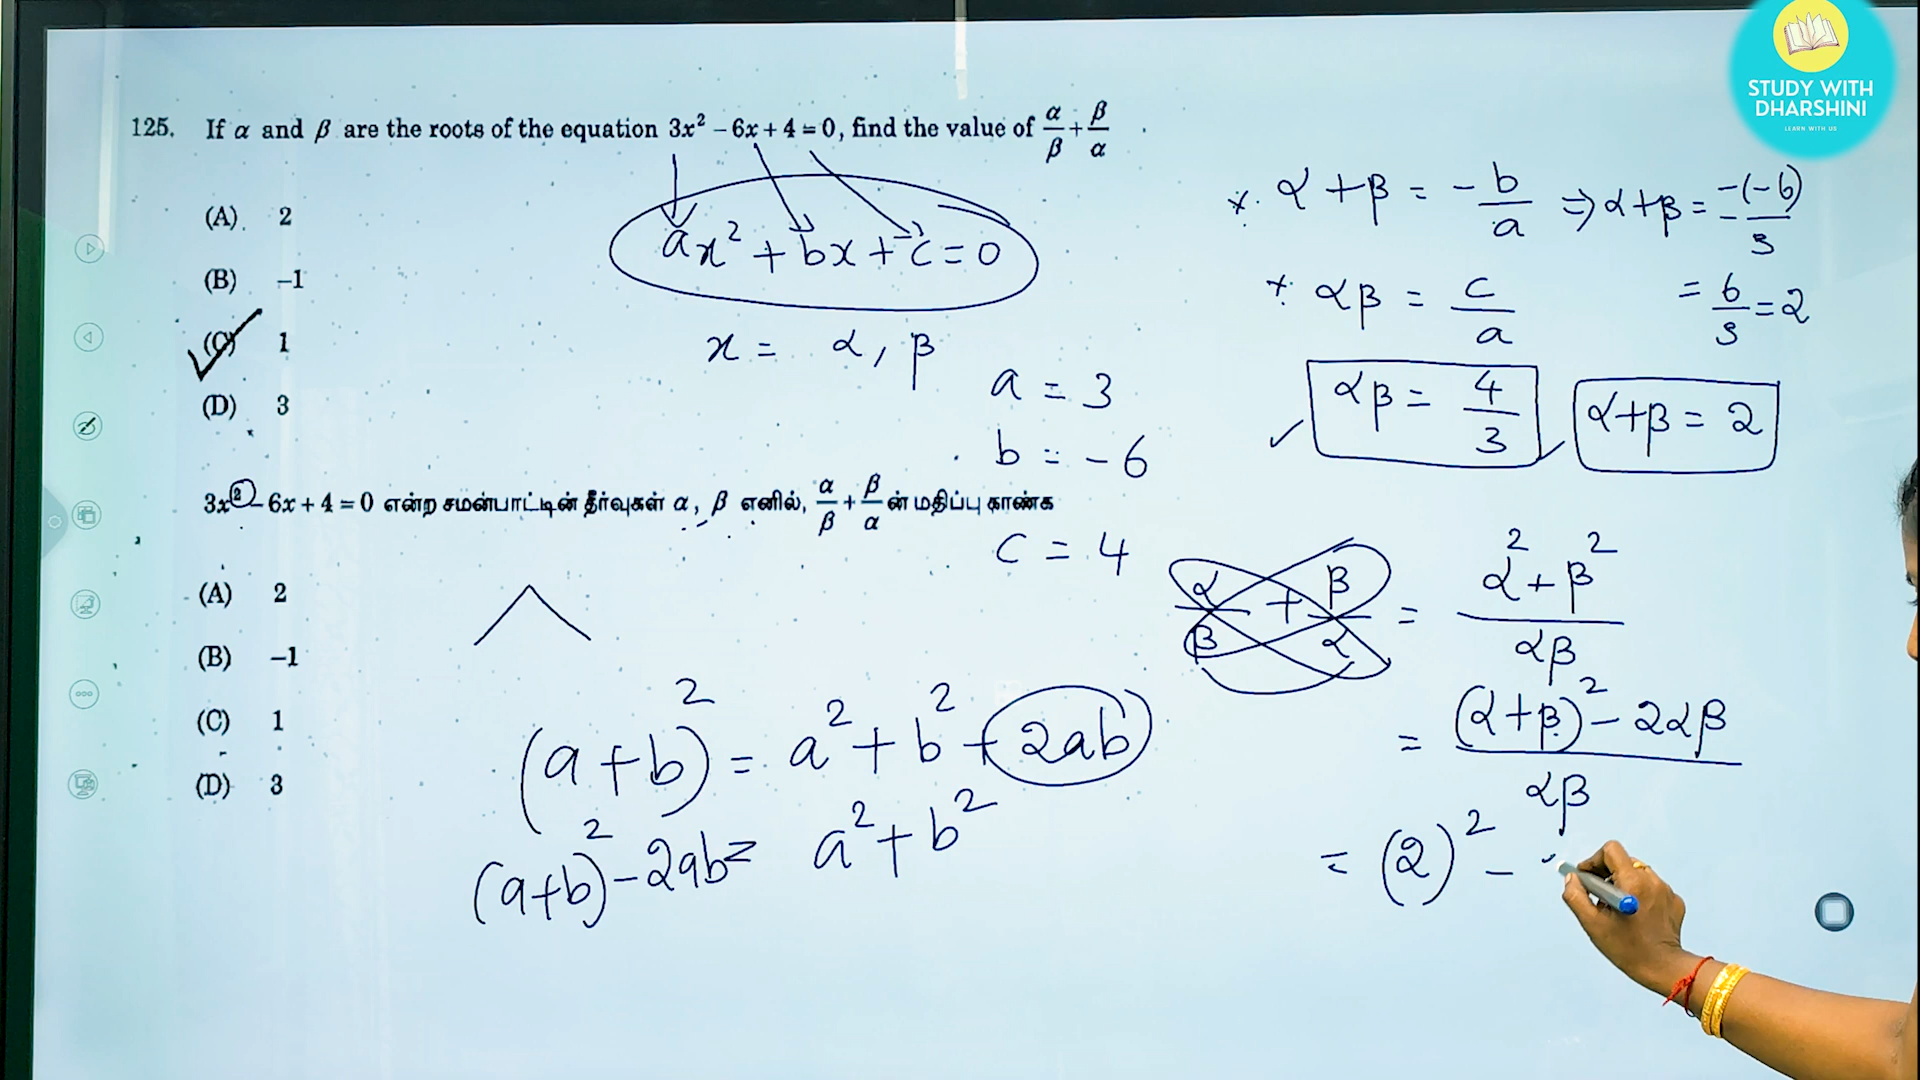 STUDY WITH
DHARSHINI
LEARN WITH US
125. If α and β are the roots of the equation 3x² − 6x + 4 = 0, find the value of α/β + β/α
(A) 2
(B) −1
(C) 1
(D) 3
3x² − 6x + 4 = 0 என்ற சமன்பாட்டின் தீர்வுகள் α, β எனில், α/β + β/α ன் மதிப்பு காண்க
(A) 2
(B) −1
(C) 1
(D) 3
ax² + bx + c = 0
x = α, β
a = 3
b = −6
c = 4
(a+b)² = a² + b² + 2ab
(a+b)² − 2ab = a² + b²
α + β = − b/a ⇒ α+β = −(−6)/3
= 6/3 = 2
αβ = c/a
αβ = 4/3
α+β = 2
α/β + β/α = α² + β² / αβ
= (α+β)² − 2αβ / αβ
= (2)² −